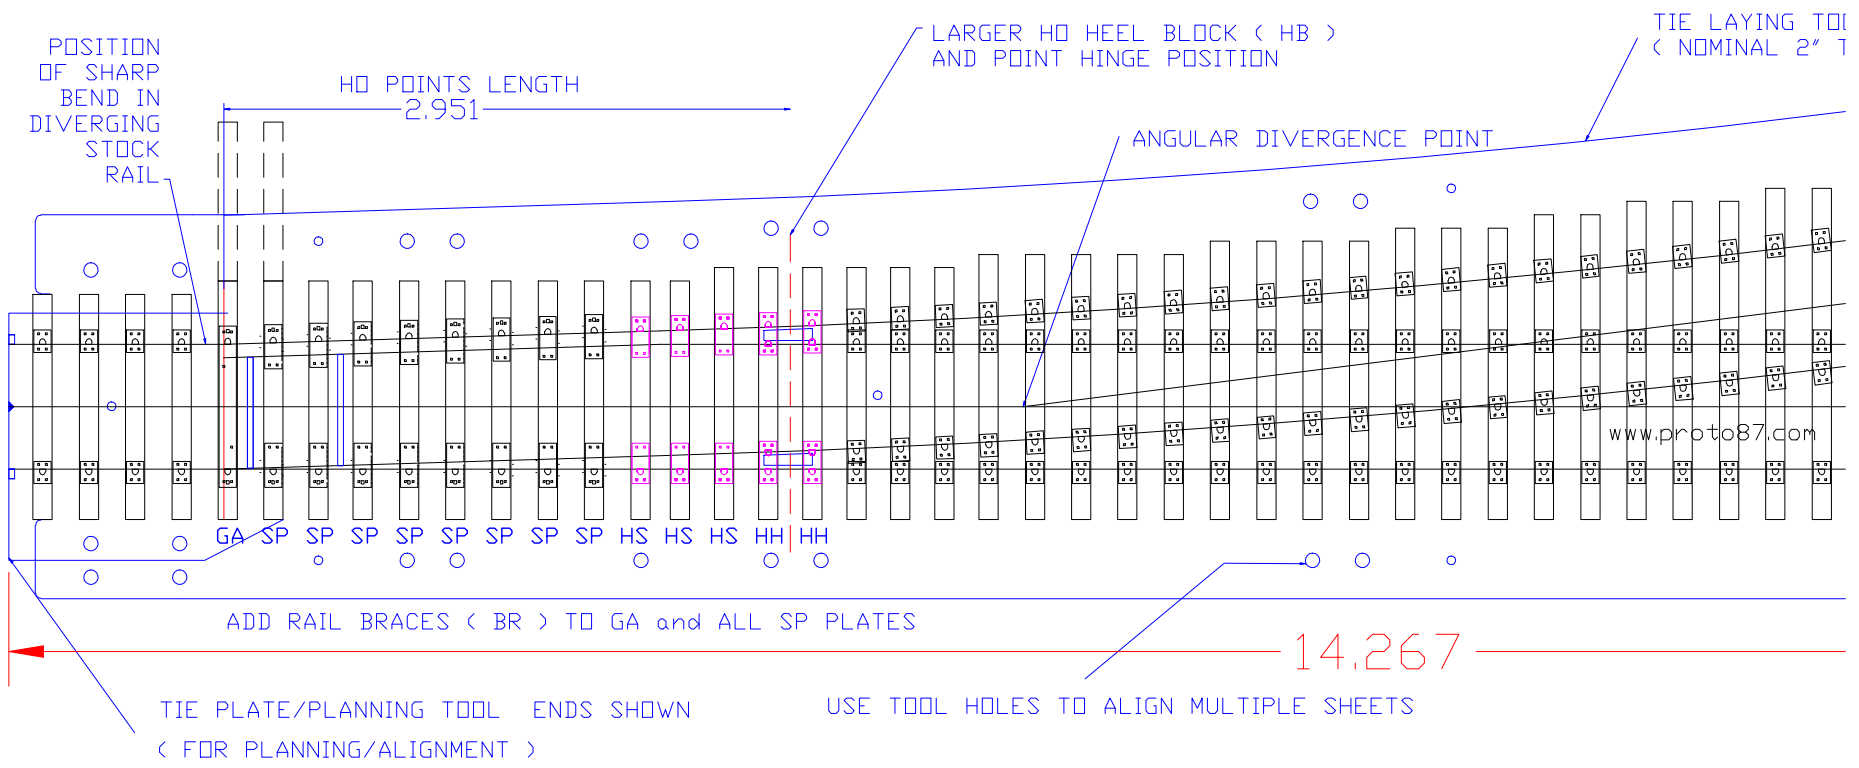 POSITION
OF SHARP
BEND IN
DIVERGING
STOCK
RAIL
HO POINTS LENGTH
2.951
LARGER HO HEEL BLOCK ( HB )
AND POINT HINGE POSITION
TIE LAYING
( NOMINAL 2"
ANGULAR DIVERGENCE POINT
www.proto87.com
GA SP SP SP SP SP SP SP SP HS HS HS HH HH
ADD RAIL BRACES ( BR ) TO GA and ALL SP PLATES
14.267
TIE PLATE/PLANNING TOOL ENDS SHOWN
( FOR PLANNING/ALIGNMENT )
USE TOOL HOLES TO ALIGN MULTIPLE SHEETS